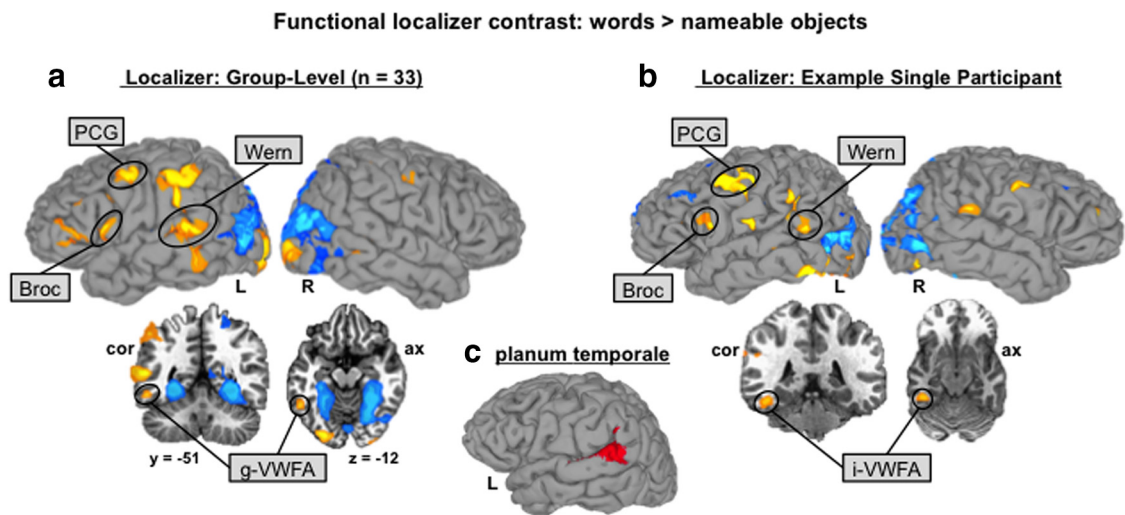 Functional localizer contrast: words > nameable objects
a Localizer: Group-Level (n = 33)
PCG
Wern
Broc
L
R
cor
ax
y = -51
z = -12
g-VWFA
b Localizer: Example Single Participant
PCG
Wern
Broc
L
R
cor
ax
i-VWFA
c planum temporale
L